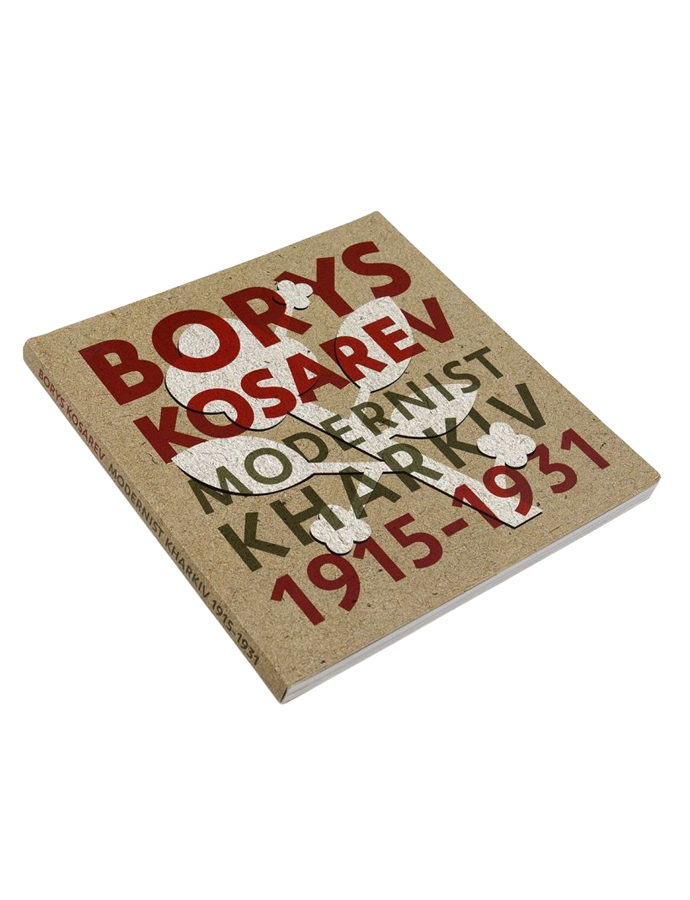 BORYS
KOSAREV
MODERNIST
KHARKIV
1915-1931
BORYS KOSAREV MODERNIST KHARKIV 1915-1931